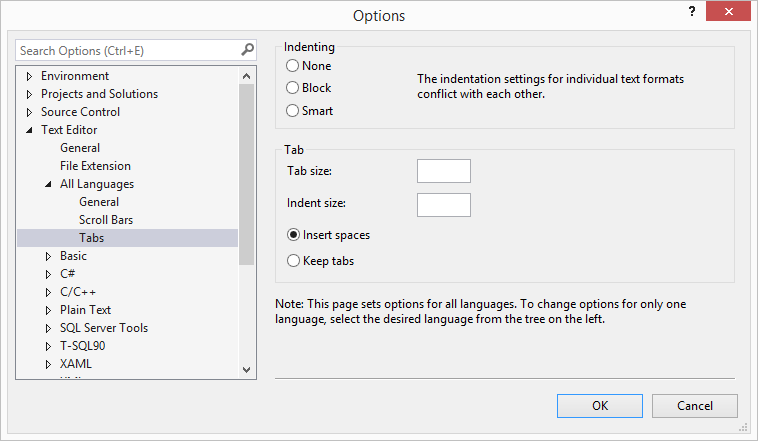 Options
?
Search Options (Ctrl+E)
Environment
Projects and Solutions
Source Control
Text Editor
General
File Extension
All Languages
General
Scroll Bars
Tabs
Basic
C#
C/C++
Plain Text
SQL Server Tools
T-SQL90
XAML
Indenting
None
Block
Smart
The indentation settings for individual text formats
conflict with each other.
Tab
Tab size:
Indent size:
Insert spaces
Keep tabs
Note: This page sets options for all languages. To change options for only one
language, select the desired language from the tree on the left.
OK
Cancel